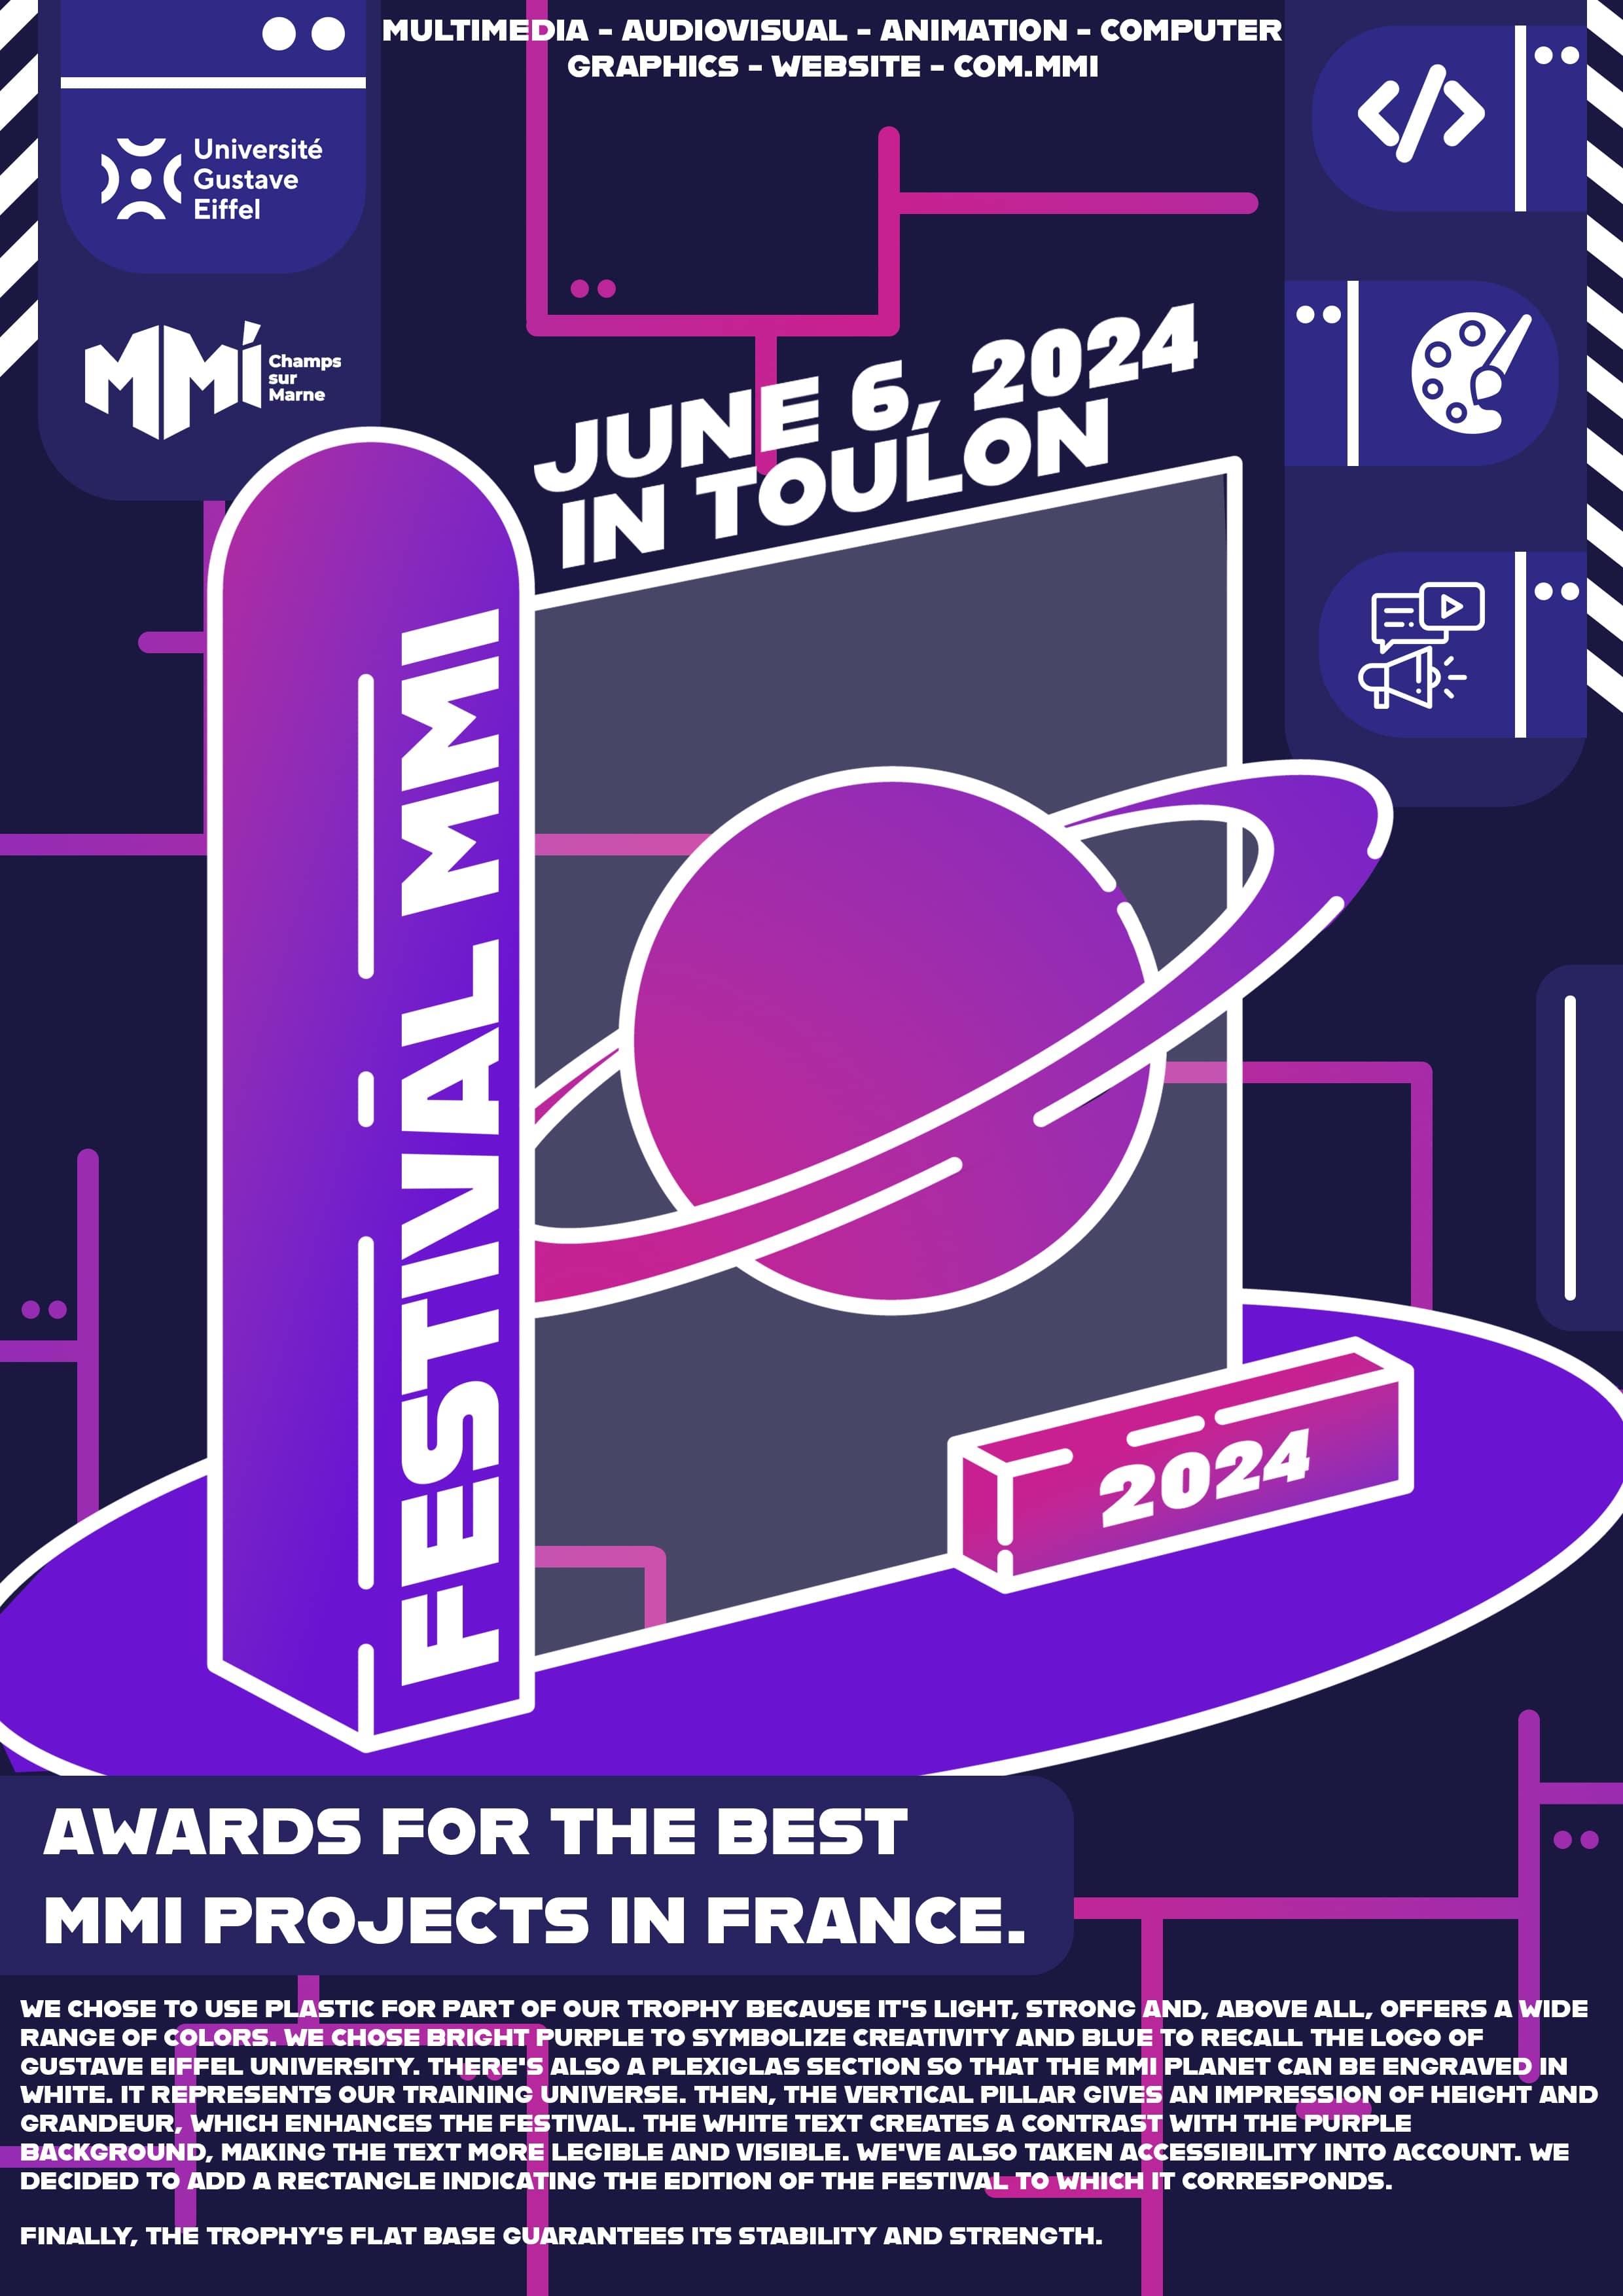 MULTIMEDIA - AUDIOVISUAL - ANIMATION - COMPUTER
GRAPHICS - WEBSITE - COM.MMI
Université
Gustave
Eiffel
MMI
Champs
sur
Marne
JUNE 6, 2024
IN TOULON
FESTIVAL MMI
2024
AWARDS FOR THE BEST
MMI PROJECTS IN FRANCE.
WE CHOSE TO USE PLASTIC FOR PART OF OUR TROPHY BECAUSE IT'S LIGHT, STRONG AND, ABOVE ALL, OFFERS A WIDE
RANGE OF COLORS. WE CHOSE BRIGHT PURPLE TO SYMBOLIZE CREATIVITY AND BLUE TO RECALL THE LOGO OF
GUSTAVE EIFFEL UNIVERSITY. THERE'S ALSO A PLEXIGLAS SECTION SO THAT THE MMI PLANET CAN BE ENGRAVED IN
WHITE. IT REPRESENTS OUR TRAINING UNIVERSE. THEN, THE VERTICAL PILLAR GIVES AN IMPRESSION OF HEIGHT AND
GRANDEUR, WHICH ENHANCES THE FESTIVAL. THE WHITE TEXT CREATES A CONTRAST WITH THE PURPLE
BACKGROUND, MAKING THE TEXT MORE LEGIBLE AND VISIBLE. WE'VE ALSO TAKEN ACCESSIBILITY INTO ACCOUNT. WE
DECIDED TO ADD A RECTANGLE INDICATING THE EDITION OF THE FESTIVAL TO WHICH IT CORRESPONDS.
FINALLY, THE TROPHY'S FLAT BASE GUARANTEES ITS STABILITY AND STRENGTH.